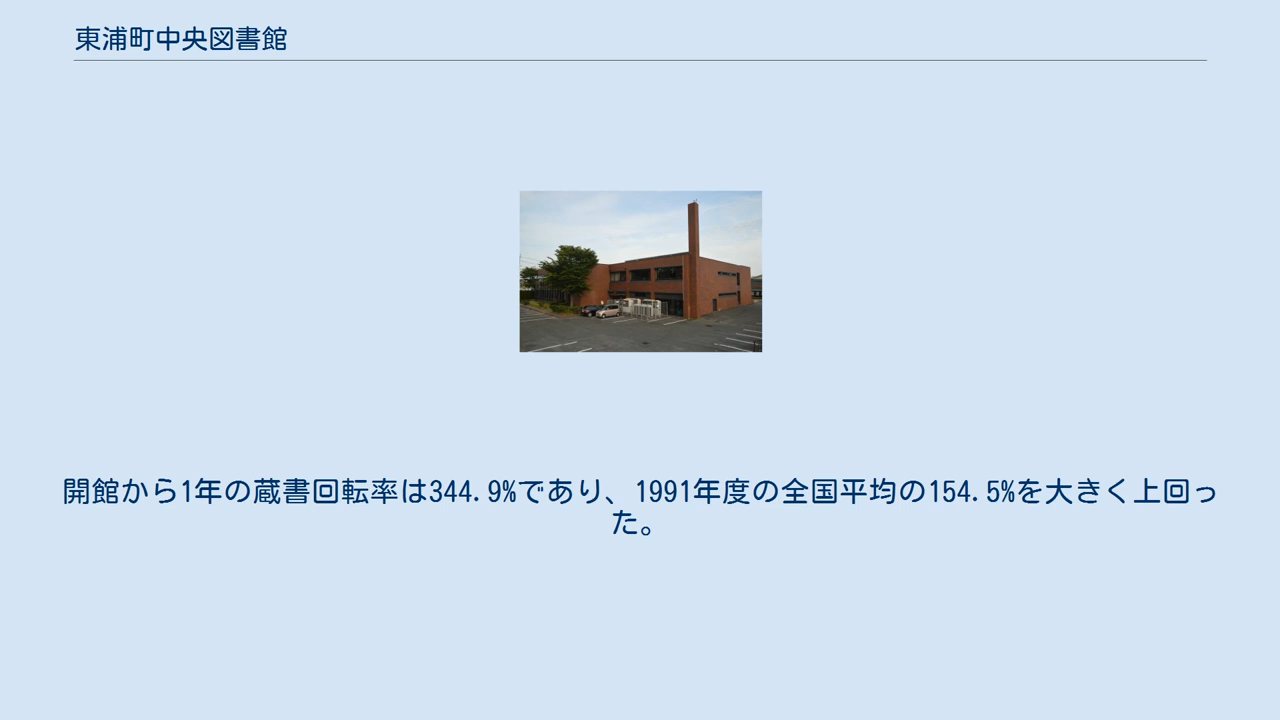 東浦町中央図書館
開館から1年の蔵書回転率は344.9%であり、1991年度の全国平均の154.5%を大きく上回っ
た。